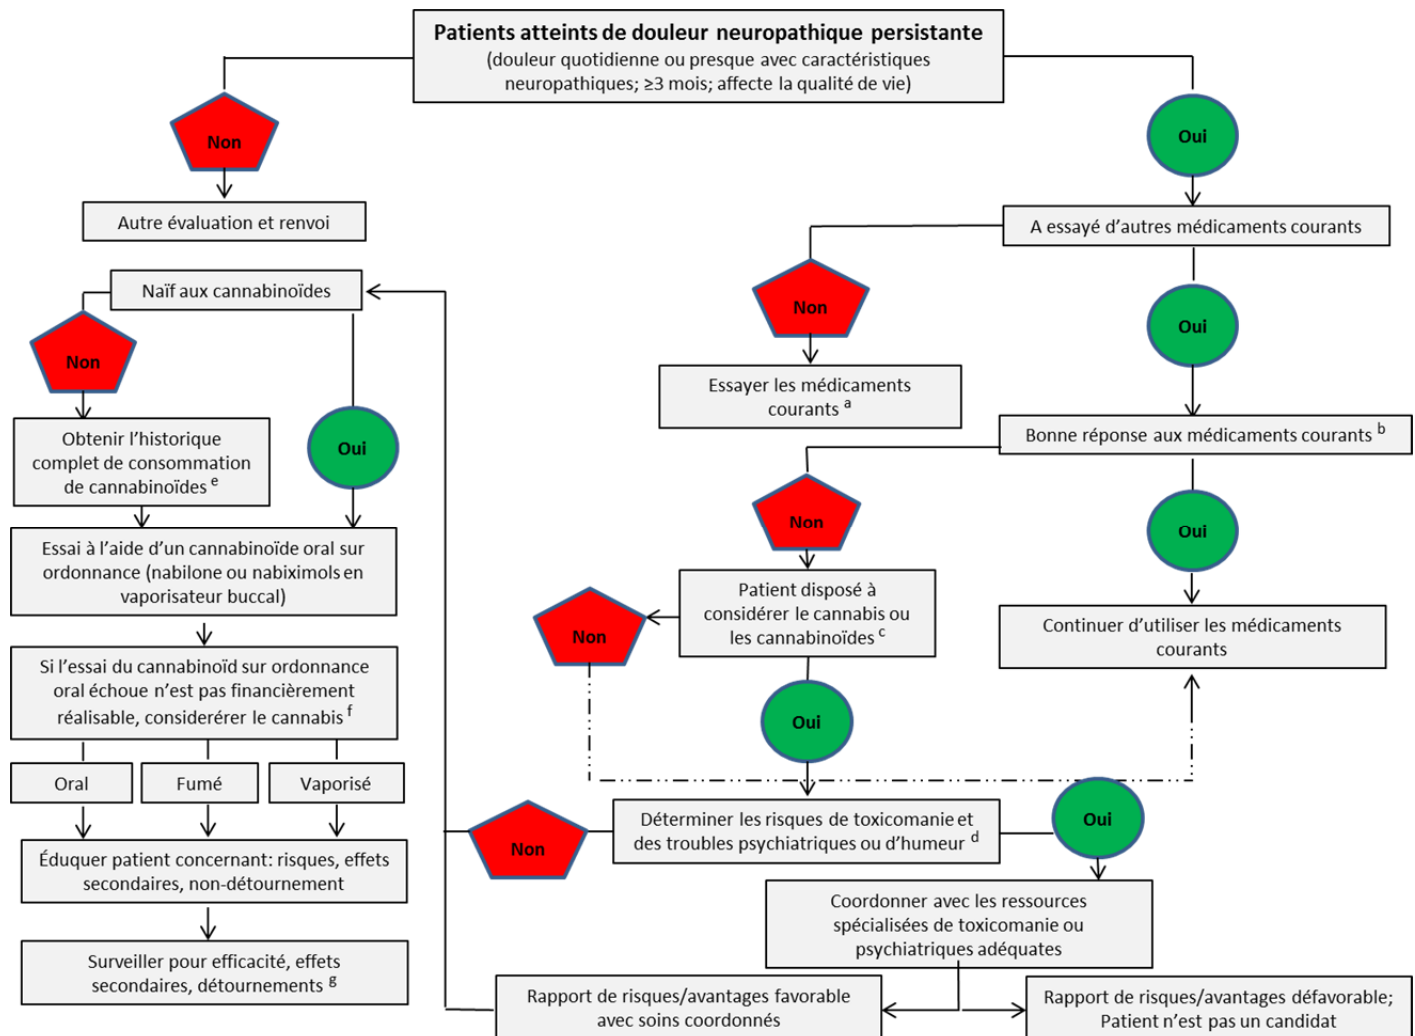 Patients atteints de douleur neuropathique persistante
(douleur quotidienne ou presque avec caractéristiques
neuropathiques; ≥3 mois; affecte la qualité de vie)
Non
Oui
Autre évaluation et renvoi
A essayé d’autres médicaments courants
Non
Oui
Essayer les médicaments
courants a
Bonne réponse aux médicaments courants b
Non
Oui
Patient disposé à
considérer le cannabis ou
les cannabinoïdes c
Continuer d’utiliser les médicaments
courants
Non
Oui
Déterminer les risques de toxicomanie et
des troubles psychiatriques ou d’humeur d
Non
Oui
Coordonner avec les ressources
spécialisées de toxicomanie ou
psychiatriques adéquates
Rapport de risques/avantages favorable
avec soins coordonnés
Rapport de risques/avantages défavorable;
Patient n’est pas un candidat
Naïf aux cannabinoïdes
Non
Oui
Obtenir l’historique
complet de consommation
de cannabinoïdes e
Essai à l’aide d’un cannabinoïde oral sur
ordonnance (nabilone ou nabiximols en
vaporisateur buccal)
Si l’essai du cannabinoïd sur ordonnance
oral échoue n’est pas financièrement
réalisable, considerérer le cannabis f
Oral
Fumé
Vaporisé
Éduquer patient concernant: risques, effets
secondaires, non-détournement
Surveiller pour efficacité, effets
secondaires, détournements g